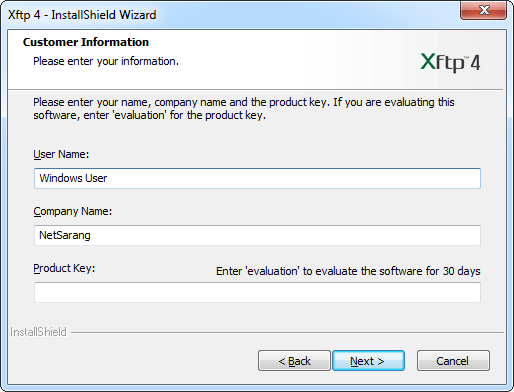 Xftp 4 - InstallShield Wizard
Customer Information
Please enter your information.
Xftp™4
Please enter your name, company name and the product key. If you are evaluating this
software, enter 'evaluation' for the product key.
User Name:
Windows User
Company Name:
NetSarang
Product Key:
Enter 'evaluation' to evaluate the software for 30 days
InstallShield
< Back
Next >
Cancel